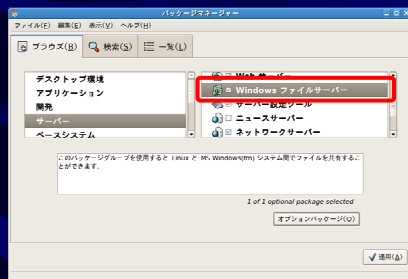 パッケージマネージャー
ファイル(F) 編集(E) 表示(V) ヘルプ(H)
ブラウズ(B) 検索(S) 一覧(L)
デスクトップ環境
アプリケーション
開発
サーバー
ベースシステム
Web サーバー
Windows ファイルサーバー
サーバー設定ツール
ニュースサーバー
ネットワークサーバー
このパッケージグループを使用すると Linux と MS Windows(tm) システム間でファイルを共有するこ
とができます。
1 of 1 optional package selected
オプションパッケージ(O)
適用(A)